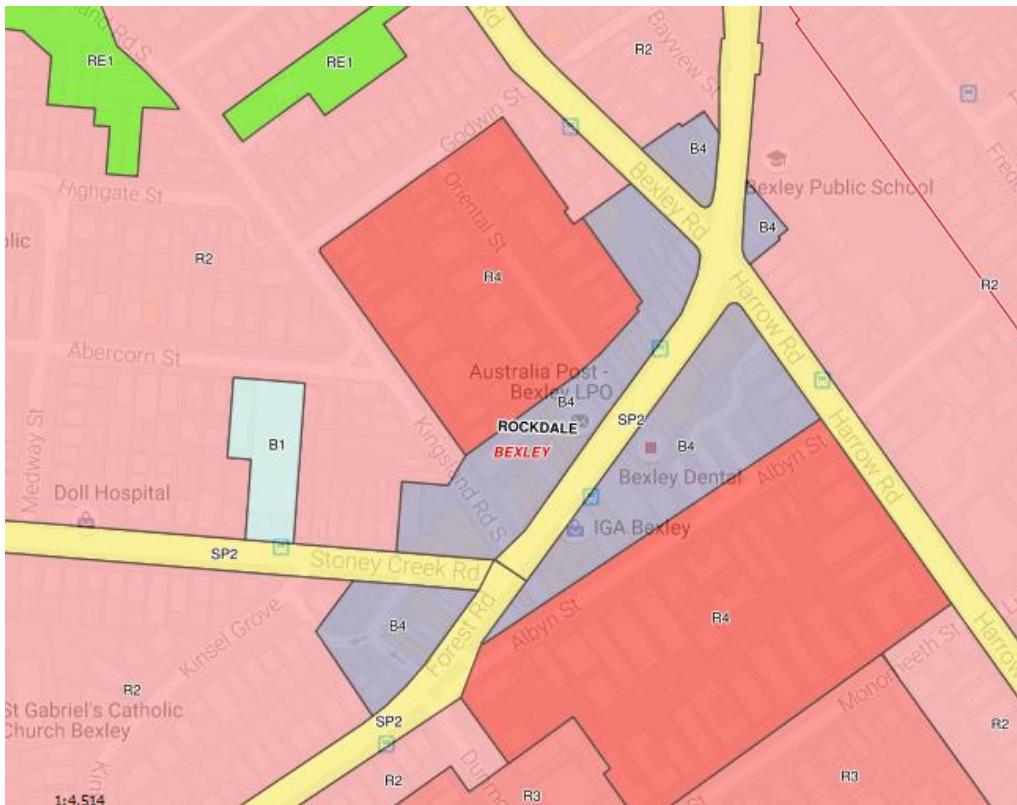 Rd
RE1
RE1
R2
Bayview St
Godwin St
B4
Bexley Public School
Highgate St
Oriental St
Bexley Rd
B4
R2
R4
Harrow Rd
R2
Abercorn St
Australia Post -
Bexley LPO
B4
SP2
ROCKDALE
BEXLEY
B1
B4
Medway St
Doll Hospital
Kingsland Rd S
Bexley Dental
Albyn St
Harrow Rd
IGA Bexley
SP2
Stoney Creek Rd
B4
Forest Rd
Albyn St
R4
Kinsel Grove
Monomeeth St
Harrow
R2
St Gabriel's Catholic
Church Bexley
SP2
R2
R2
R3
R3
1:4,514